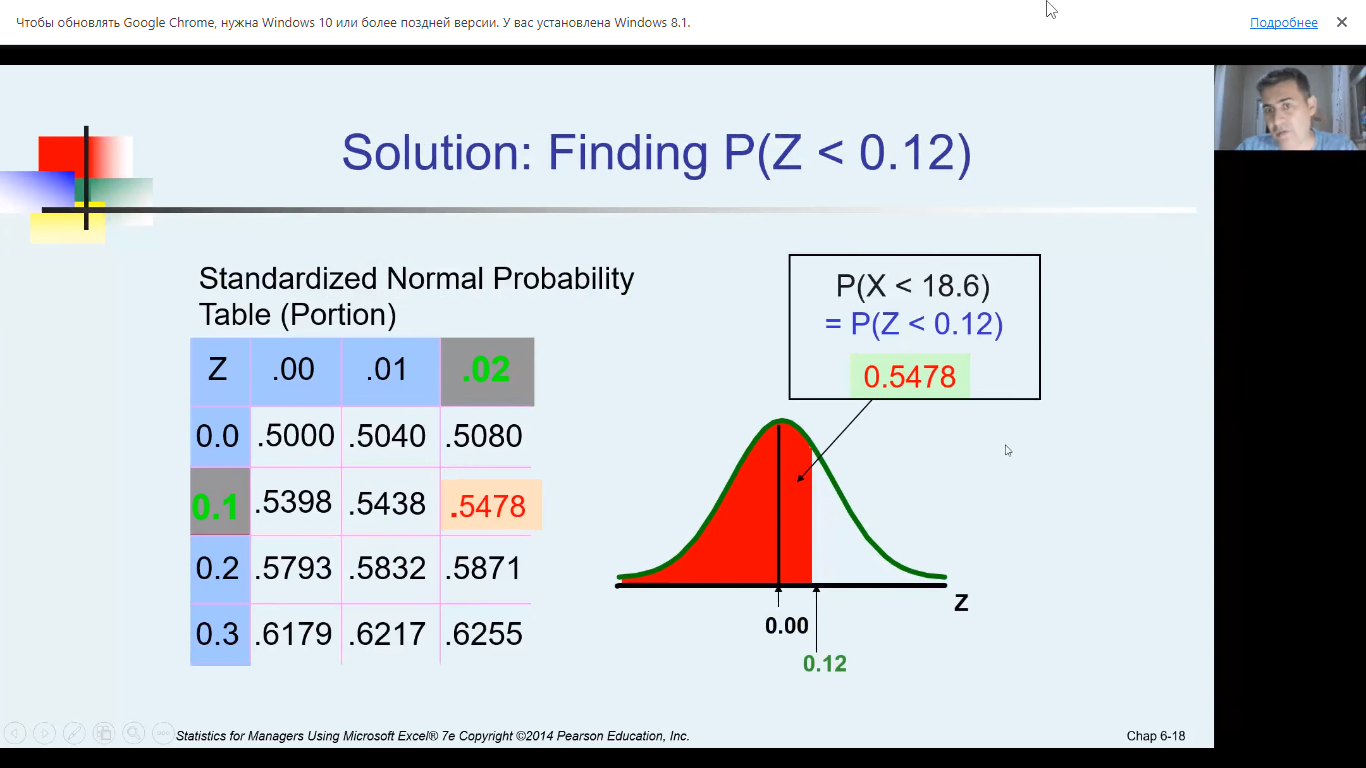 Чтобы обновлять Google Chrome, нужна Windows 10 или более поздней версии. У вас установлена Windows 8.1.
Подробнее
Solution: Finding P(Z < 0.12)
Standardized Normal Probability
Table (Portion)
Z .00 .01 .02
0.0 .5000 .5040 .5080
0.1 .5398 .5438 .5478
0.2 .5793 .5832 .5871
0.3 .6179 .6217 .6255
P(X < 18.6)
= P(Z < 0.12)
0.5478
Z
0.00
0.12
Statistics for Managers Using Microsoft Excel® 7e Copyright ©2014 Pearson Education, Inc.
Chap 6-18